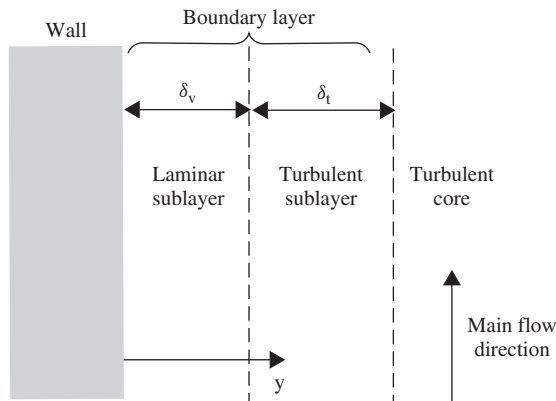 Boundary layer
Wall
δv
δt
Laminar
sublayer
Turbulent
sublayer
Turbulent
core
Main flow
direction
y